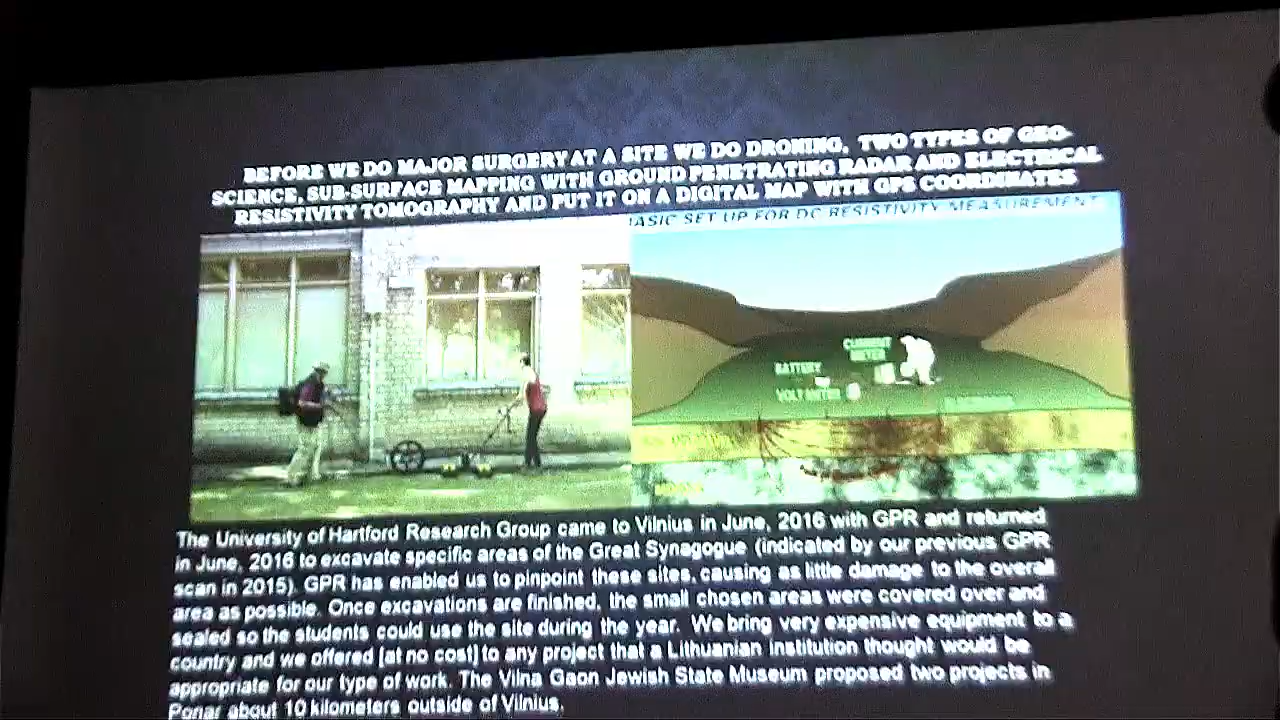 BEFORE WE DO MAJOR SURGERY AT A SITE WE DO DRONING. TWO TYPES OF GEO-
SCIENCE, SUB-SURFACE MAPPING WITH GROUND PENETRATING RADAR AND ELECTRICAL
RESISTIVITY TOMOGRAPHY AND PUT IT ON A DIGITAL MAP WITH GPS COORDINATES
BASIC SET UP FOR DC RESISTIVITY MEASUREMENT
CURRENT
METER
BATTERY
VOLTMETER
The University of Hartford Research Group came to Vilnius in June, 2016 with GPR and returned
in June, 2016 to excavate specific areas of the Great Synagogue (indicated by our previous GPR
scan in 2015). GPR has enabled us to pinpoint these sites, causing as little damage to the overall
area as possible. Once excavations are finished, the small chosen areas were covered over and
sealed so the students could use the site during the year. We bring very expensive equipment to a
country and we offered [at no cost] to any project that a Lithuanian institution thought would be
appropriate for our type of work. The Vilna Gaon Jewish State Museum proposed two projects in
Ponar about 10 kilometers outside of Vilnius.